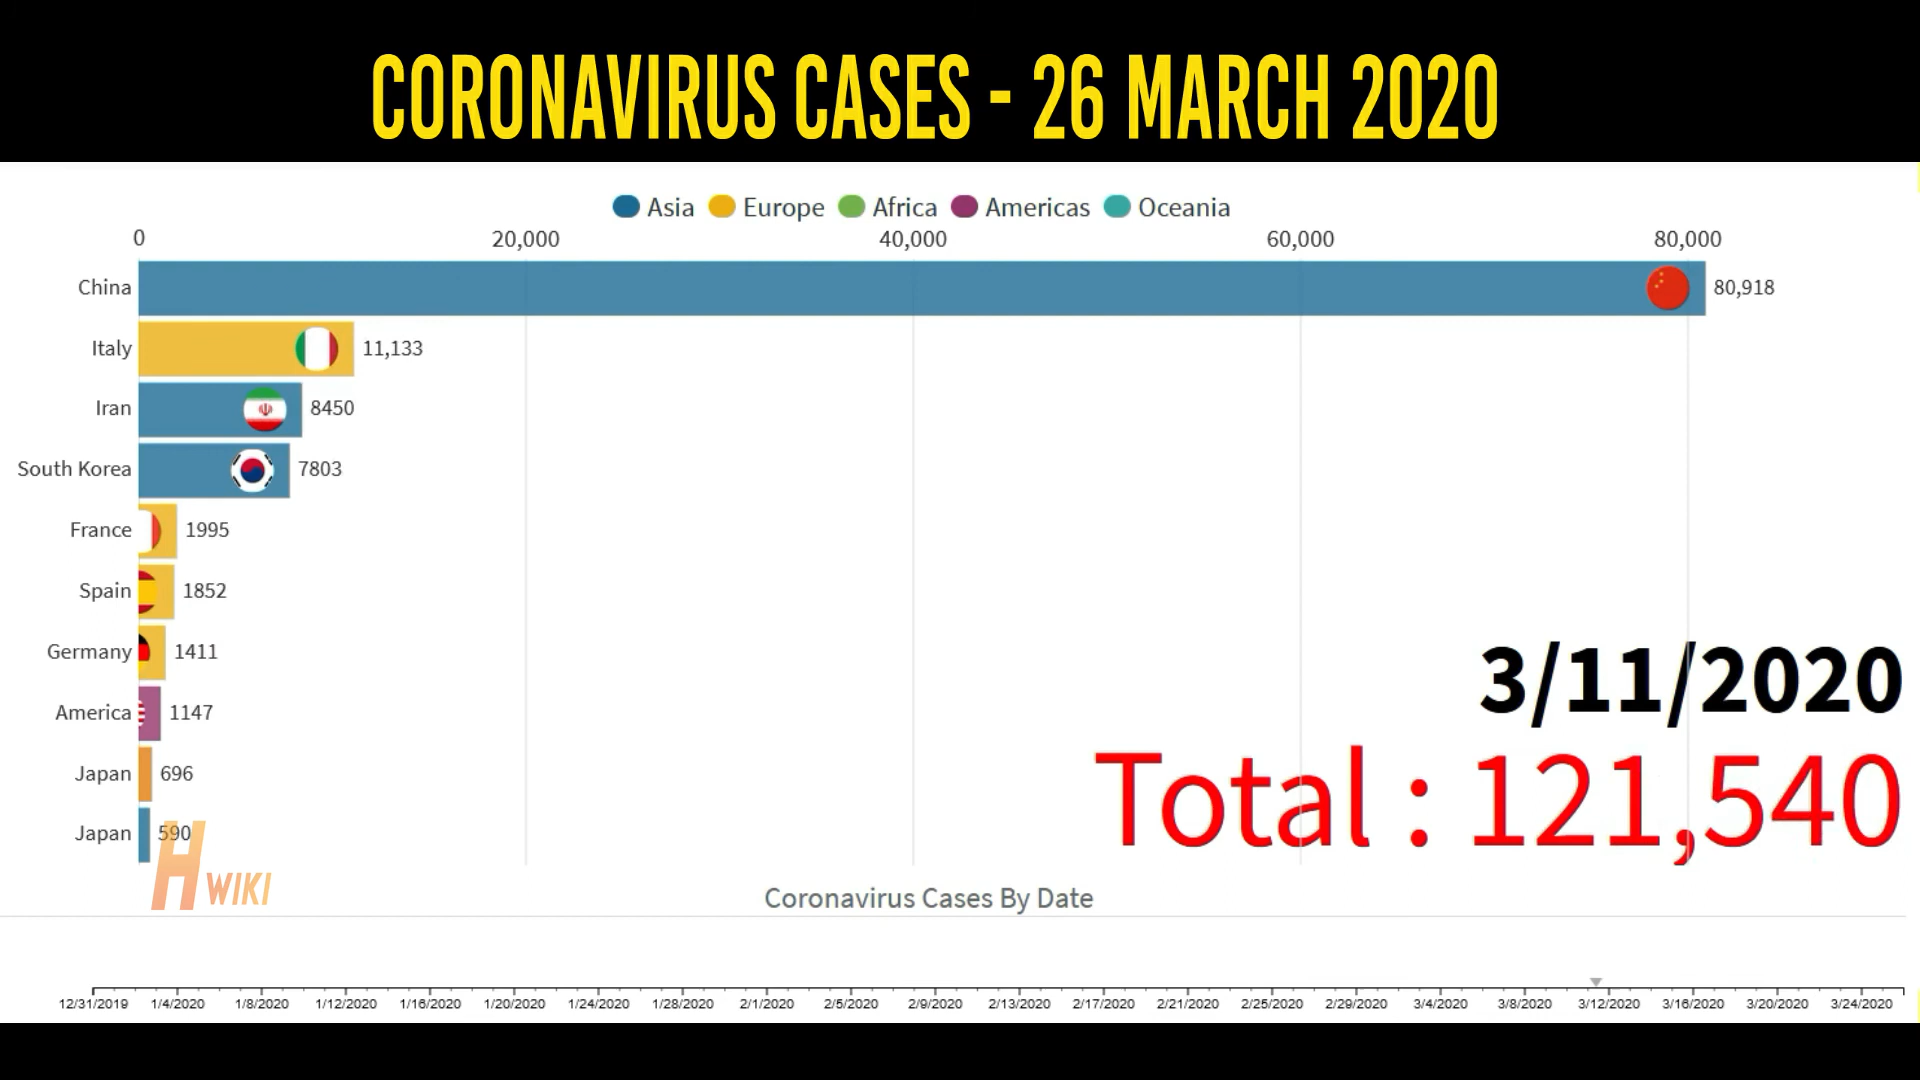 CORONAVIRUS CASES - 26 MARCH 2020
Asia Europe Africa Americas Oceania
0 20,000 40,000 60,000 80,000
China 80,918
Italy 11,133
Iran 8450
South Korea 7803
France 1995
Spain 1852
Germany 1411
America 1147
Japan 696
Japan 590
3/11/2020
Total : 121,540
H WIKI
Coronavirus Cases By Date
12/31/2019 1/4/2020 1/8/2020 1/12/2020 1/16/2020 1/20/2020 1/24/2020 1/28/2020 2/1/2020 2/5/2020 2/9/2020 2/13/2020 2/17/2020 2/21/2020 2/25/2020 2/29/2020 3/4/2020 3/8/2020 3/12/2020 3/16/2020 3/20/2020 3/24/2020